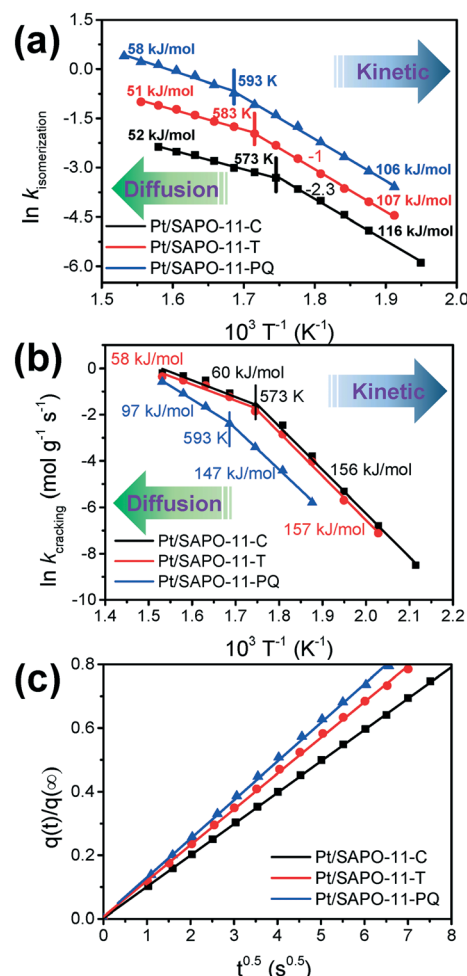 (a)
58 kJ/mol
593 K
Kinetic
51 kJ/mol
583 K
52 kJ/mol
573 K
-1
106 kJ/mol
-2.3
107 kJ/mol
Diffusion
116 kJ/mol
Pt/SAPO-11-C
Pt/SAPO-11-T
Pt/SAPO-11-PQ
0.0
-1.5
-3.0
-4.5
-6.0
ln k isomerization
1.5 1.6 1.7 1.8 1.9 2.0
10³ T⁻¹ (K⁻¹)
(b)
58 kJ/mol
60 kJ/mol
Kinetic
573 K
97 kJ/mol
593 K
147 kJ/mol
156 kJ/mol
Diffusion
157 kJ/mol
Pt/SAPO-11-C
Pt/SAPO-11-T
Pt/SAPO-11-PQ
0
-2
-4
-6
-8
-10
ln k cracking (mol g⁻¹ s⁻¹)
1.4 1.5 1.6 1.7 1.8 1.9 2.0 2.1 2.2
10³ T⁻¹ (K⁻¹)
(c)
0.8
0.6
0.4
0.2
0.0
q(t)/q(∞)
Pt/SAPO-11-C
Pt/SAPO-11-T
Pt/SAPO-11-PQ
0 1 2 3 4 5 6 7 8
t⁰·⁵ (s⁰·⁵)